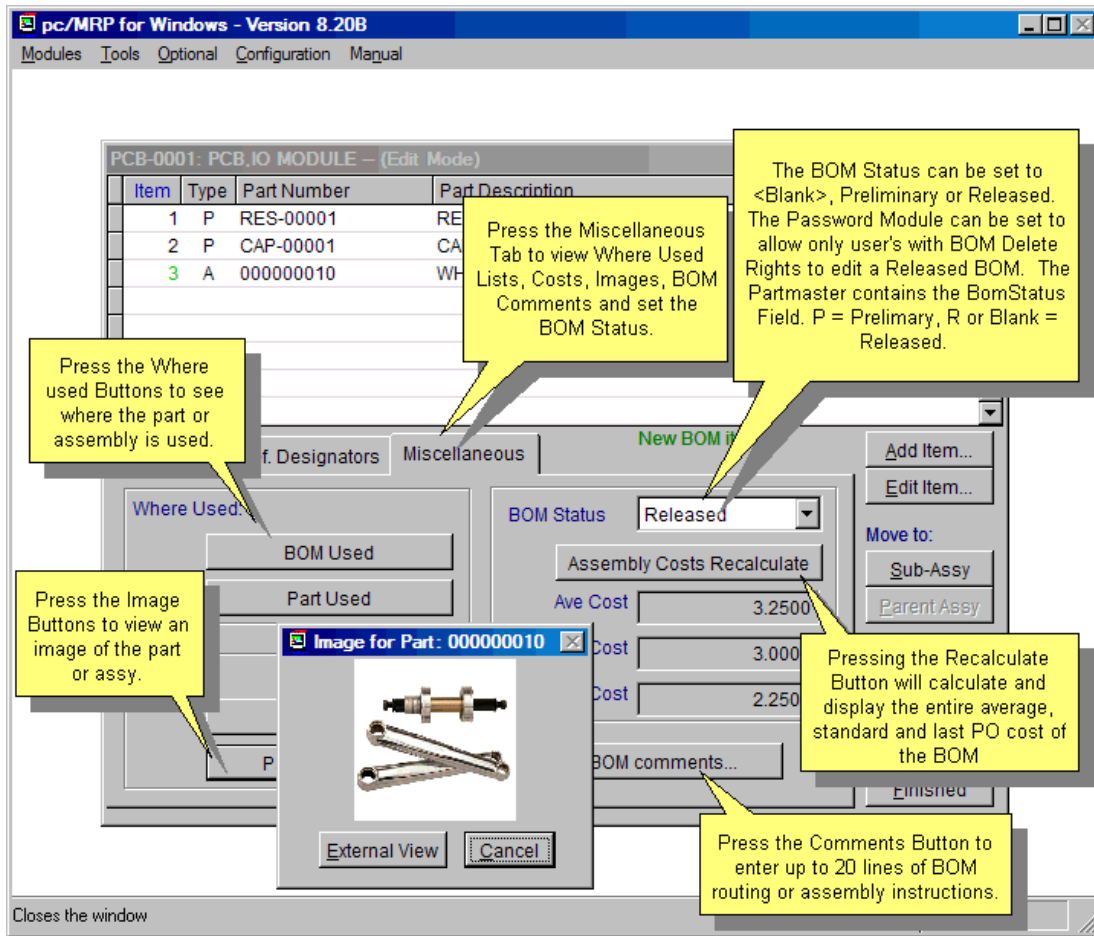 pc/MRP for Windows - Version 8.20B
Modules Tools Optional Configuration Manual
PCB-0001: PCB,IO MODULE -- (Edit Mode)
Item Type Part Number Part Description
1 P RES-00001 RE
2 P CAP-00001 CA
3 A 000000010 WH
Press the Miscellaneous
Tab to view Where Used
Lists, Costs, Images, BOM
Comments and set the
BOM Status.
The BOM Status can be set to
<Blank>, Preliminary or Released.
The Password Module can be set to
allow only user's with BOM Delete
Rights to edit a Released BOM. The
Partmaster contains the BomStatus
Field. P = Prelimary, R or Blank =
Released.
Press the Where
used Buttons to see
where the part or
assembly is used.
f. Designators
Miscellaneous
New BOM it
Add Item...
Edit Item...
Move to:
Sub-Assy
Parent Assy
Where Used:
BOM Used
Part Used
BOM Status Released
Assembly Costs Recalculate
Ave Cost 3.2500
Cost 3.000
Cost 2.250
Press the Image
Buttons to view an
image of the part
or assy.
P
Image for Part: 000000010
External View Cancel
Pressing the Recalculate
Button will calculate and
display the entire average,
standard and last PO cost of
the BOM
BOM comments...
Finished
Press the Comments Button to
enter up to 20 lines of BOM
routing or assembly instructions.
Closes the window